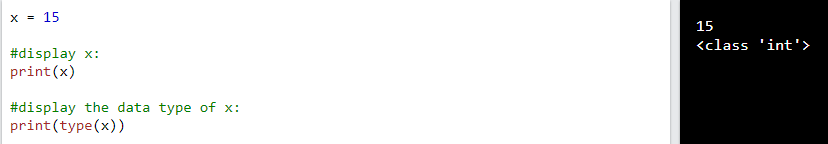 x = 15
#display x:
print(x)
#display the data type of x:
print(type(x))
15
<class 'int'>